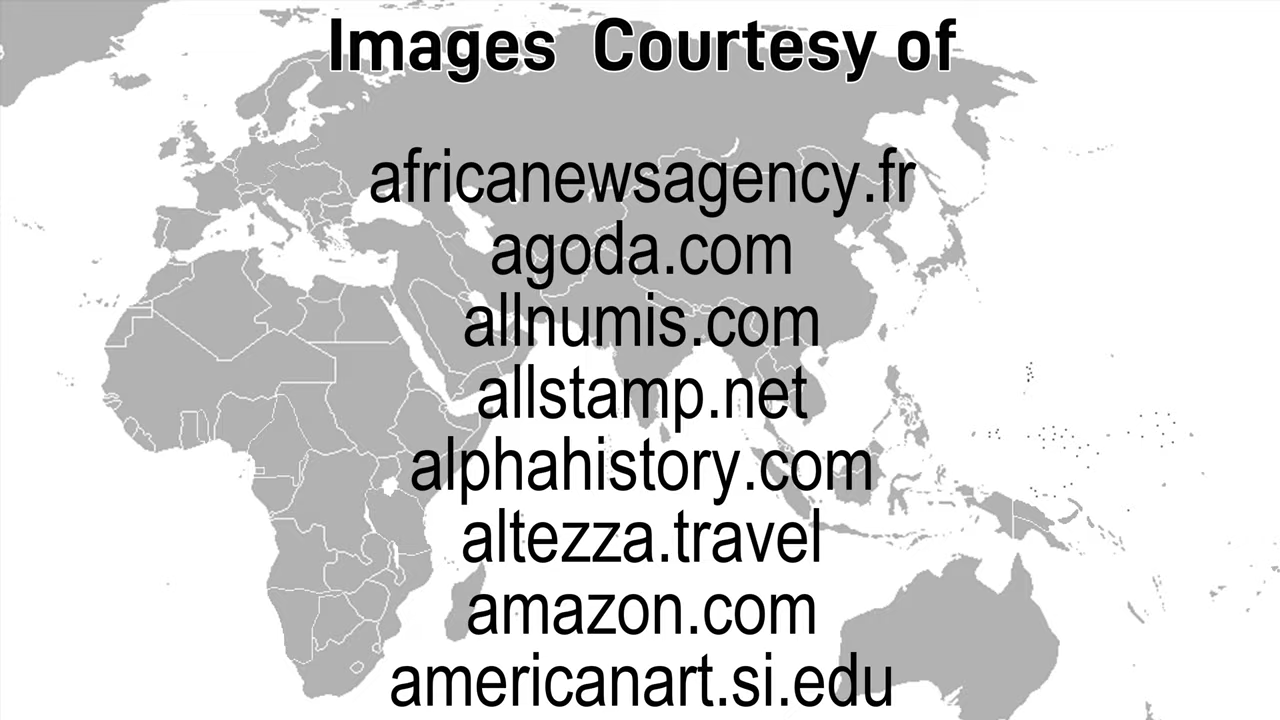 Images Courtesy of
africanewsagency.fr
agoda.com
allnumis.com
allstamp.net
alphahistory.com
altezza.travel
amazon.com
americanart.si.edu